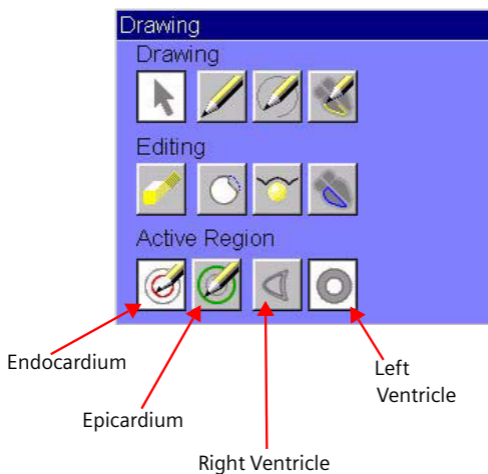 Drawing
Drawing
Editing
Active Region
Endocardium
Epicardium
Right Ventricle
Left
Ventricle